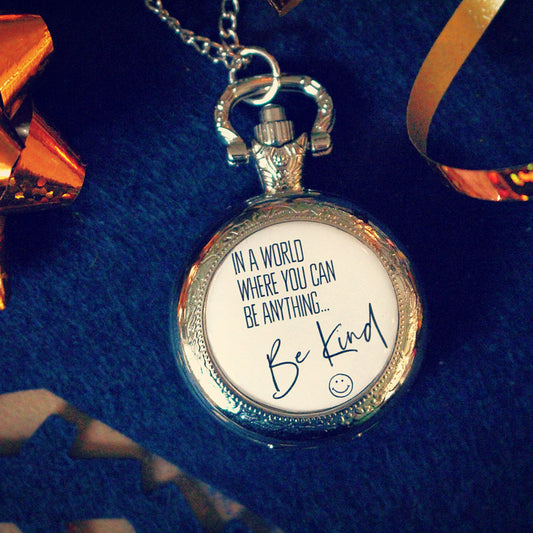 IN A WORLD
WHERE YOU CAN
BE ANYTHING...
Be Kind